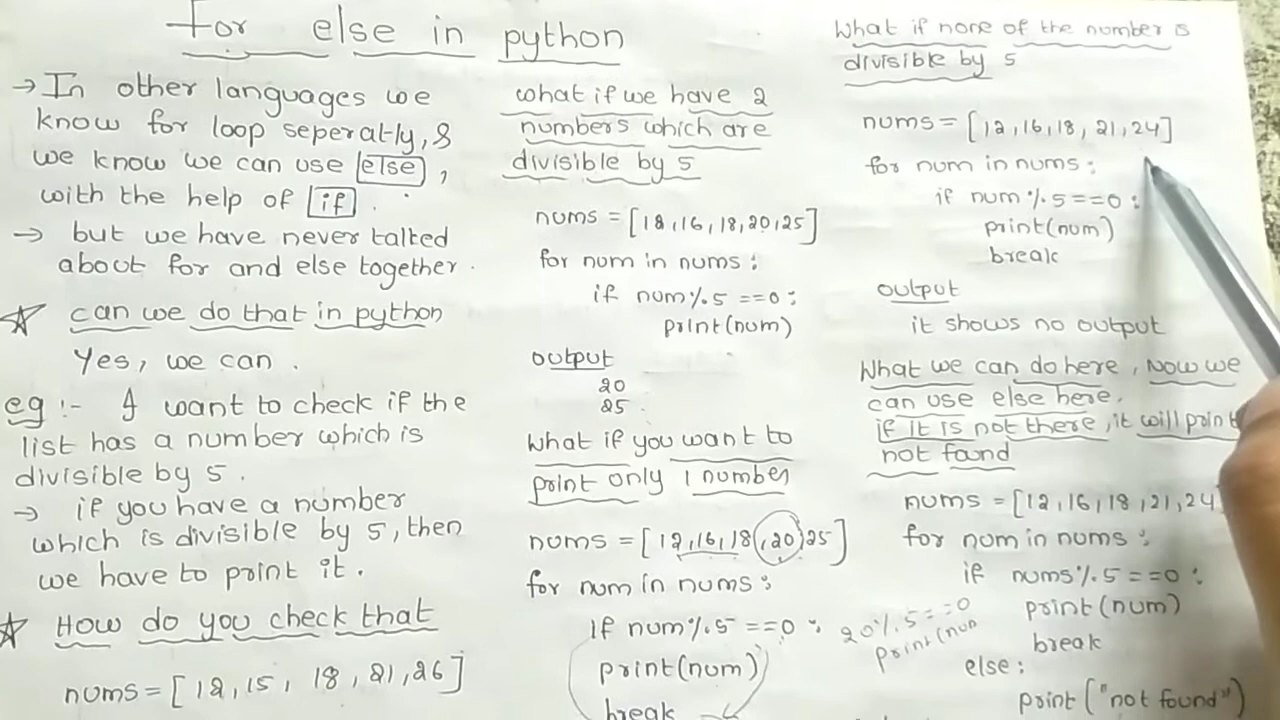 For else in python
→ In other languages we
know for loop seperatly, &
we know we can use else,
with the help of if.
→ but we have never talked
about for and else together.
☆ can we do that in python
Yes, we can.
eg :- I want to check if the
list has a number which is
divisible by 5.
→ if you have a number
which is divisible by 5, then
we have to print it.
☆ How do you check that
nums = [12, 15, 18, 21, 26]
what if we have 2
numbers which are
divisible by 5
nums = [18,16,18,20,25]
for num in nums :
if num % 5 == 0 :
print(num)
output
20
25
what if you want to
print only 1 number
nums = [12,16,18,20,25]
for num in nums :
If num % 5 == 0 :
print(num)
break
20 % 5 == 0
print(num
What if none of the number is
divisible by 5
nums = [12,16,18,21,24]
for num in nums :
if num % 5 == 0 :
print(num)
break
output
it shows no output
What we can do here, Now we
can use else here.
if it is not there, it will print
not found
nums = [12,16,18,21,24]
for num in nums :
if nums % 5 == 0 :
print(num)
break
else :
print("not found")